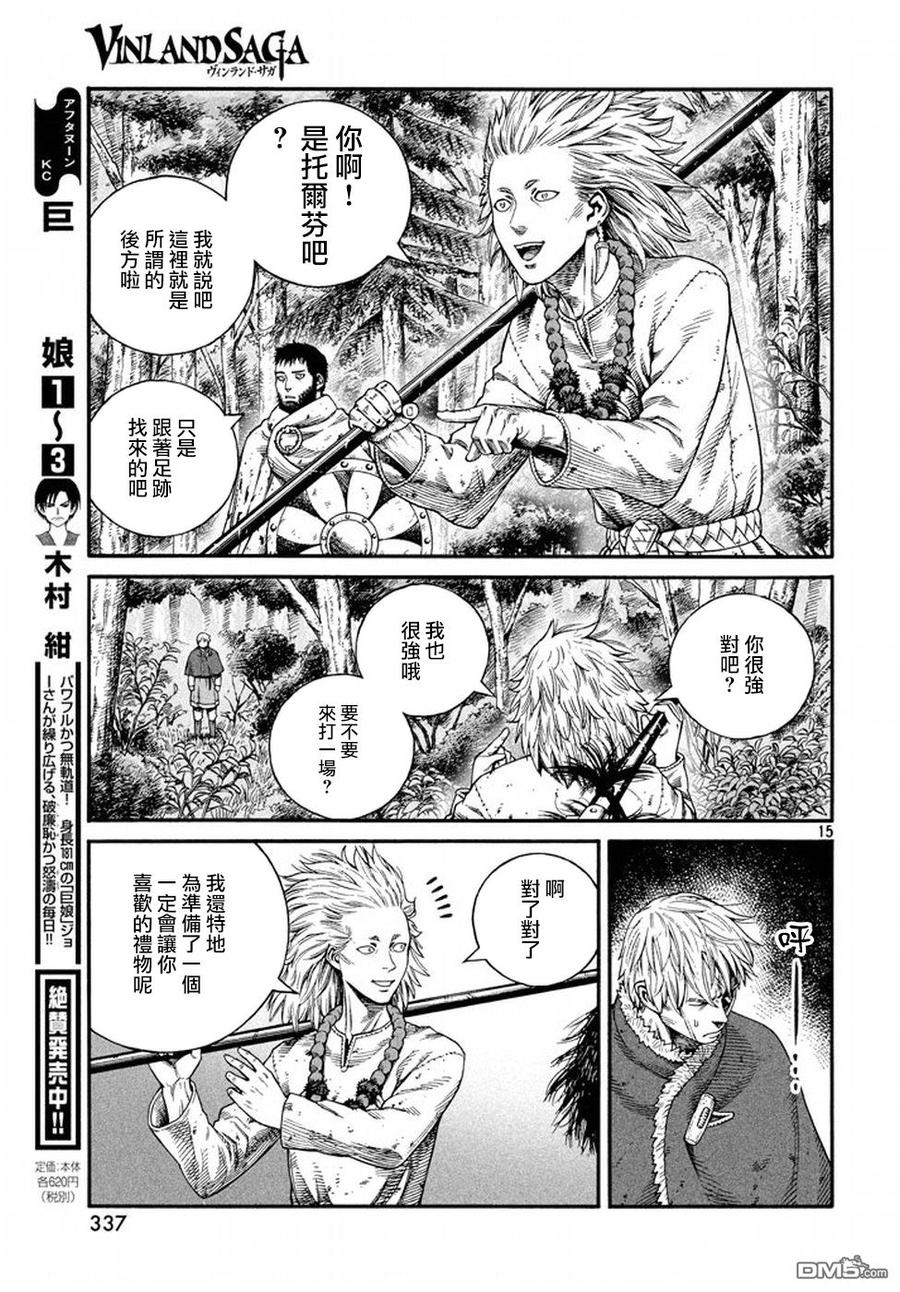 VINLAND SAGA
ヴィンランド・サガ
你啊！
是托爾芬吧
？
我就説吧
這裡就是
所謂的
後方啦
只是
跟著足跡
找來的吧
你很強
對吧？
我也
很強哦
要不要
來打一場？
15
呼……
啊
對了對了
我還特地
為準備了一個
一定會讓你
喜歡的禮物呢
アフタヌーン
KC
巨娘1～3
木村紺
パワフルかつ無軌道！ 身長181cmの「巨娘」ジョ
ーさんが繰り広げる、破廉恥かつ怒濤の毎日!!
絶賛発売中!!
定価：本体
各620円
（税別）
337
DM5.com